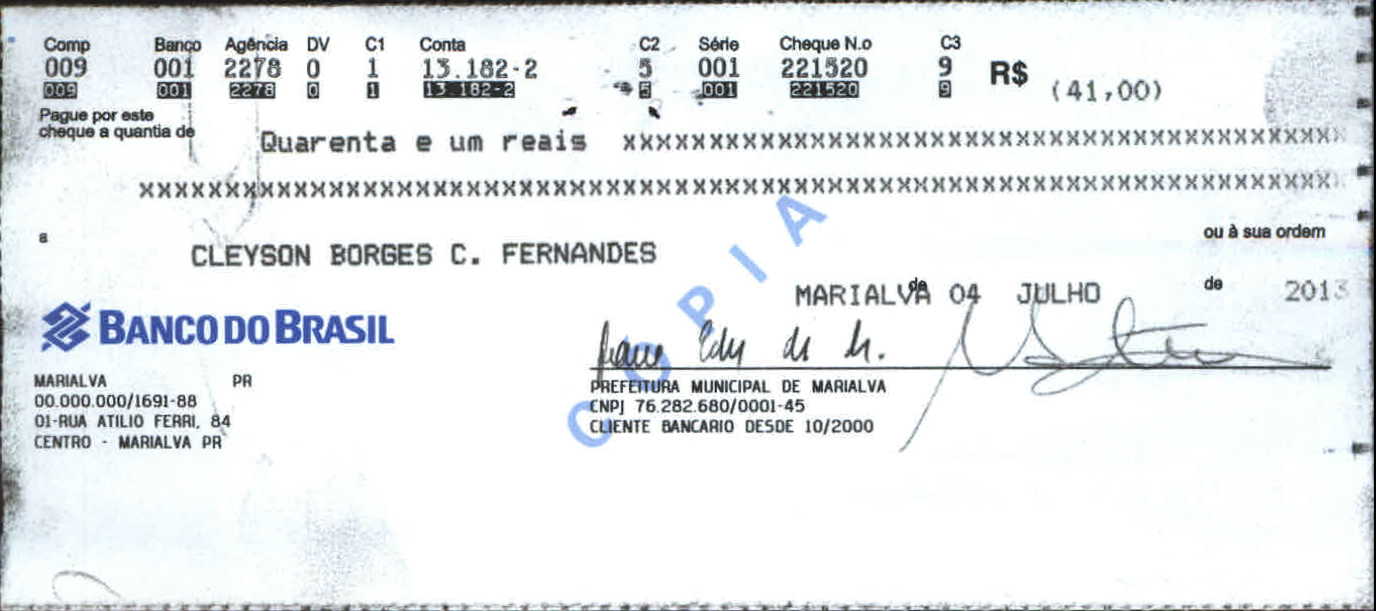 Comp Banco Agência DV C1 Conta C2 Série Cheque N.o C3
009 001 2278 0 1 13.182-2 5 001 221520 9 R$ (41,00)
009 001 2278 0 1 13.182-2 5 001 221520 9
Pague por este
cheque a quantia de
Quarenta e um reais xxxxxxxxxxxxxxxxxxxxxxxxxxxxxxxxxxxxxxxxxxxxxxxxxxxxx
xxxxxxxxxxxxxxxxxxxxxxxxxxxxxxxxxxxxxxxxxxxxxxxxxxxxxxxxxxxxxxxxxxxxxxxxxxxxxxxx
a CLEYSON BORGES C. FERNANDES ou à sua ordem
MARIALVA de 04 JULHO de 2013
BANCO DO BRASIL
COPIA
MARIALVA PR
00.000.000/1691-88
01-RUA ATILIO FERRI, 84
CENTRO - MARIALVA PR
PREFEITURA MUNICIPAL DE MARIALVA
CNPJ 76.282.680/0001-45
CLIENTE BANCARIO DESDE 10/2000